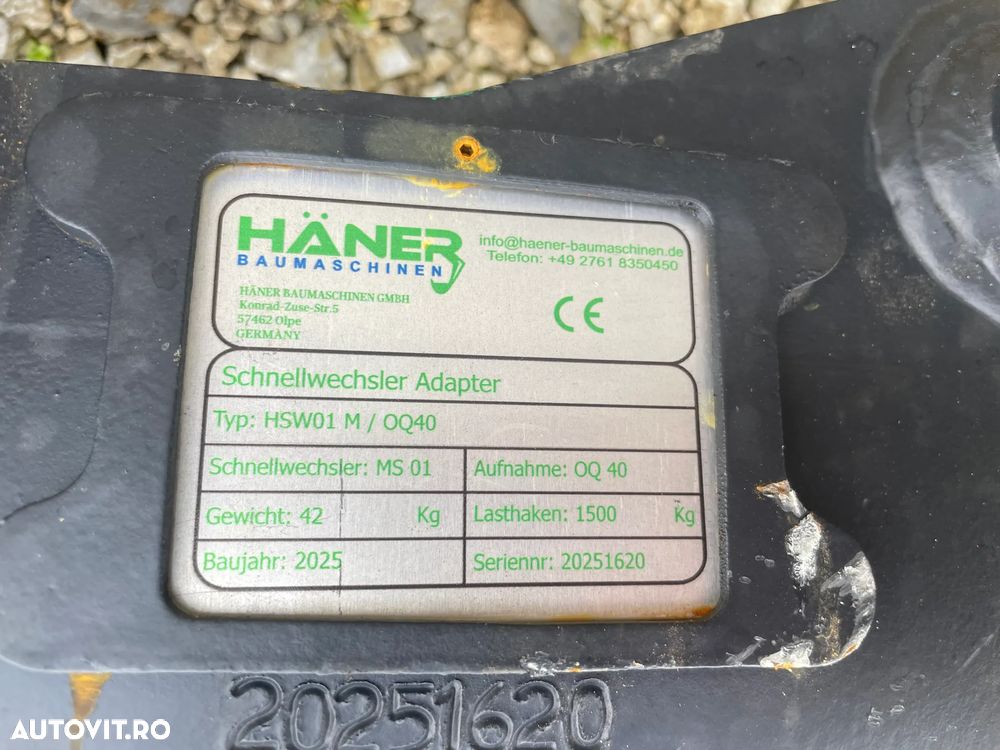 HÄNER
BAUMASCHINEN
info@haener-baumaschinen.de
Telefon: +49 2761 8350450
HÄNER BAUMASCHINEN GMBH
Konrad-Zuse-Str.5
57462 Olpe
GERMANY
CE
Schnellwechsler Adapter
Typ: HSW01 M / OQ40
Schnellwechsler: MS 01 Aufnahme: OQ 40
Gewicht: 42 Kg Lasthaken: 1500 Kg
Baujahr: 2025 Seriennr: 20251620
20251620
AUTOVIT.RO